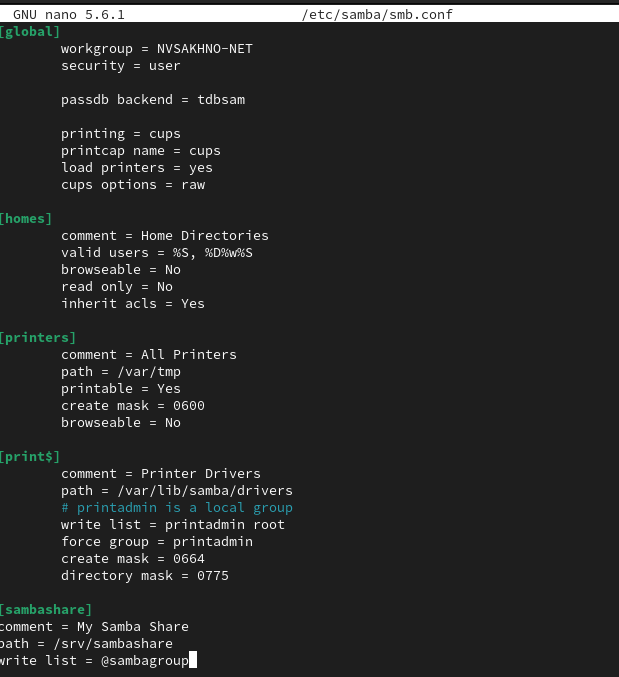 GNU nano 5.6.1 /etc/samba/smb.conf
[global]
workgroup = NVSAKHNO-NET
security = user
passdb backend = tdbsam
printing = cups
printcap name = cups
load printers = yes
cups options = raw
[homes]
comment = Home Directories
valid users = %S, %D%w%S
browseable = No
read only = No
inherit acls = Yes
[printers]
comment = All Printers
path = /var/tmp
printable = Yes
create mask = 0600
browseable = No
[print$]
comment = Printer Drivers
path = /var/lib/samba/drivers
# printadmin is a local group
write list = printadmin root
force group = printadmin
create mask = 0664
directory mask = 0775
[sambashare]
comment = My Samba Share
path = /srv/sambashare
write list = @sambagroup